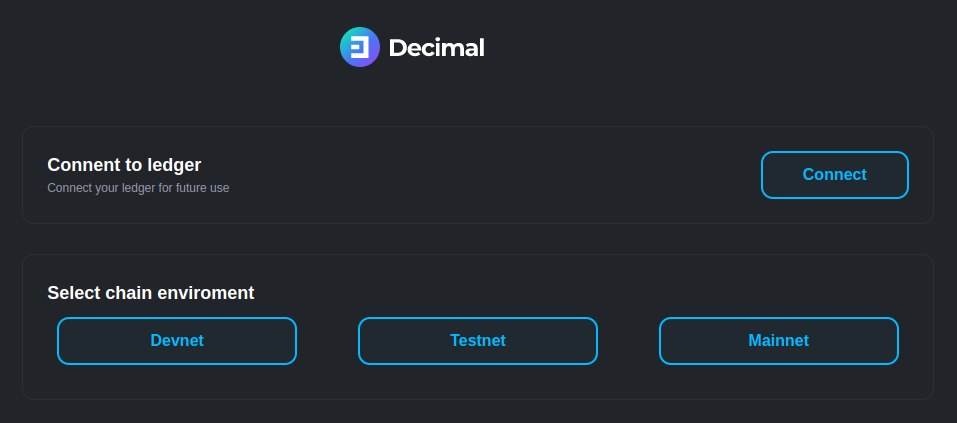 Decimal
Connent to ledger
Connect your ledger for future use
Connect
Select chain enviroment
Devnet
Testnet
Mainnet